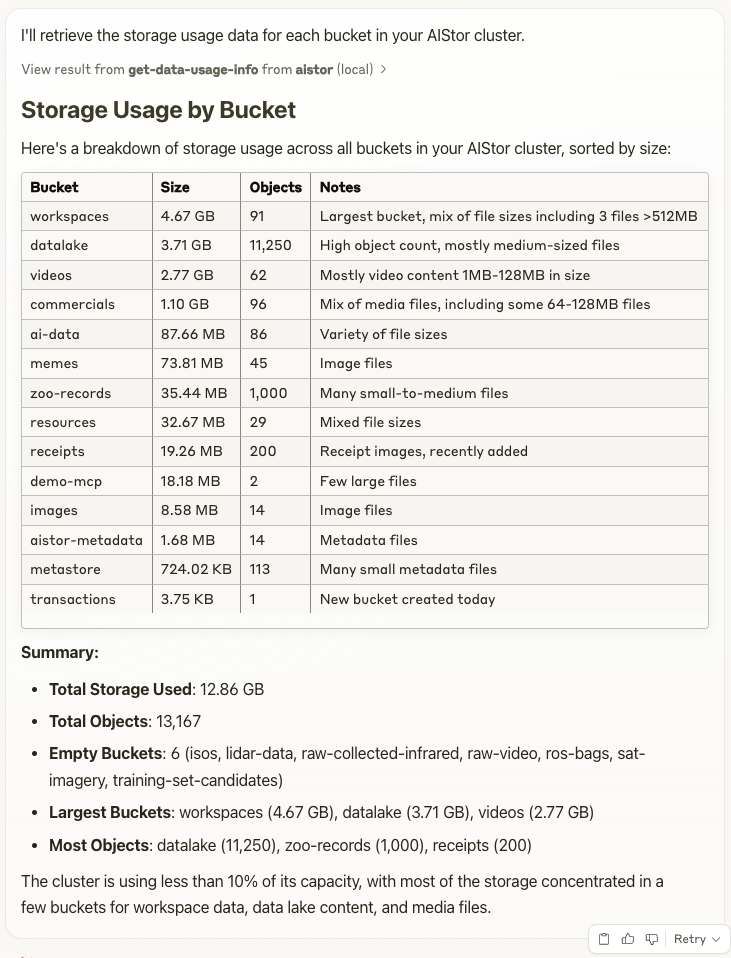 I'll retrieve the storage usage data for each bucket in your AIStor cluster.
View result from get-data-usage-info from aistor (local) >
Storage Usage by Bucket
Here's a breakdown of storage usage across all buckets in your AIStor cluster, sorted by size:
Bucket Size Objects Notes
workspaces 4.67 GB 91 Largest bucket, mix of file sizes including 3 files >512MB
datalake 3.71 GB 11,250 High object count, mostly medium-sized files
videos 2.77 GB 62 Mostly video content 1MB-128MB in size
commercials 1.10 GB 96 Mix of media files, including some 64-128MB files
ai-data 87.66 MB 86 Variety of file sizes
memes 73.81 MB 45 Image files
zoo-records 35.44 MB 1,000 Many small-to-medium files
resources 32.67 MB 29 Mixed file sizes
receipts 19.26 MB 200 Receipt images, recently added
demo-mcp 18.18 MB 2 Few large files
images 8.58 MB 14 Image files
aistor-metadata 1.68 MB 14 Metadata files
metastore 724.02 KB 113 Many small metadata files
transactions 3.75 KB 1 New bucket created today
Summary:
• Total Storage Used: 12.86 GB
• Total Objects: 13,167
• Empty Buckets: 6 (isos, lidar-data, raw-collected-infrared, raw-video, ros-bags, sat-
imagery, training-set-candidates)
• Largest Buckets: workspaces (4.67 GB), datalake (3.71 GB), videos (2.77 GB)
• Most Objects: datalake (11,250), zoo-records (1,000), receipts (200)
The cluster is using less than 10% of its capacity, with most of the storage concentrated in a
few buckets for workspace data, data lake content, and media files.
Retry